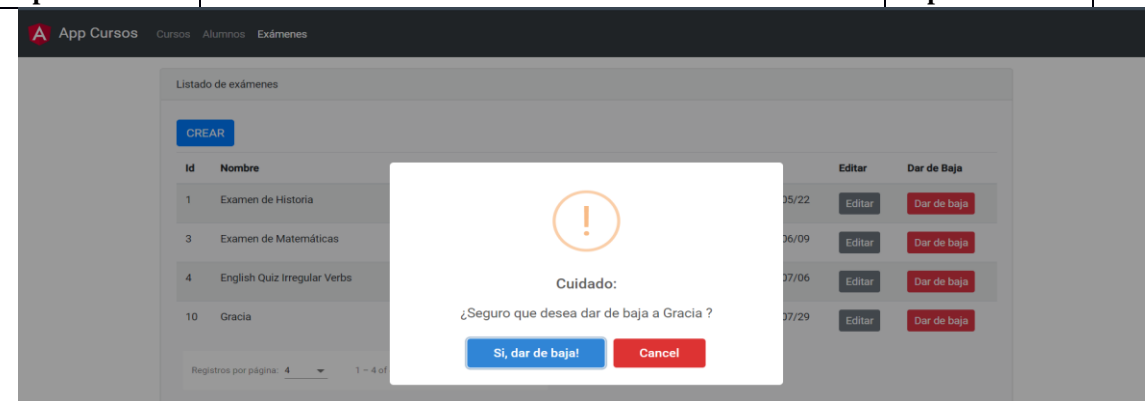 App Cursos Cursos Alumnos Exámenes
Listado de exámenes
CREAR
Id Nombre Editar Dar de Baja
1 Examen de Historia 05/22 Editar Dar de baja
3 Examen de Matemáticas 06/09 Editar Dar de baja
4 English Quiz Irregular Verbs 07/06 Editar Dar de baja
10 Gracia 07/29 Editar Dar de baja
!
Cuidado:
¿Seguro que desea dar de baja a Gracia ?
Si, dar de baja! Cancel
Registros por página: 4 1 – 4 of